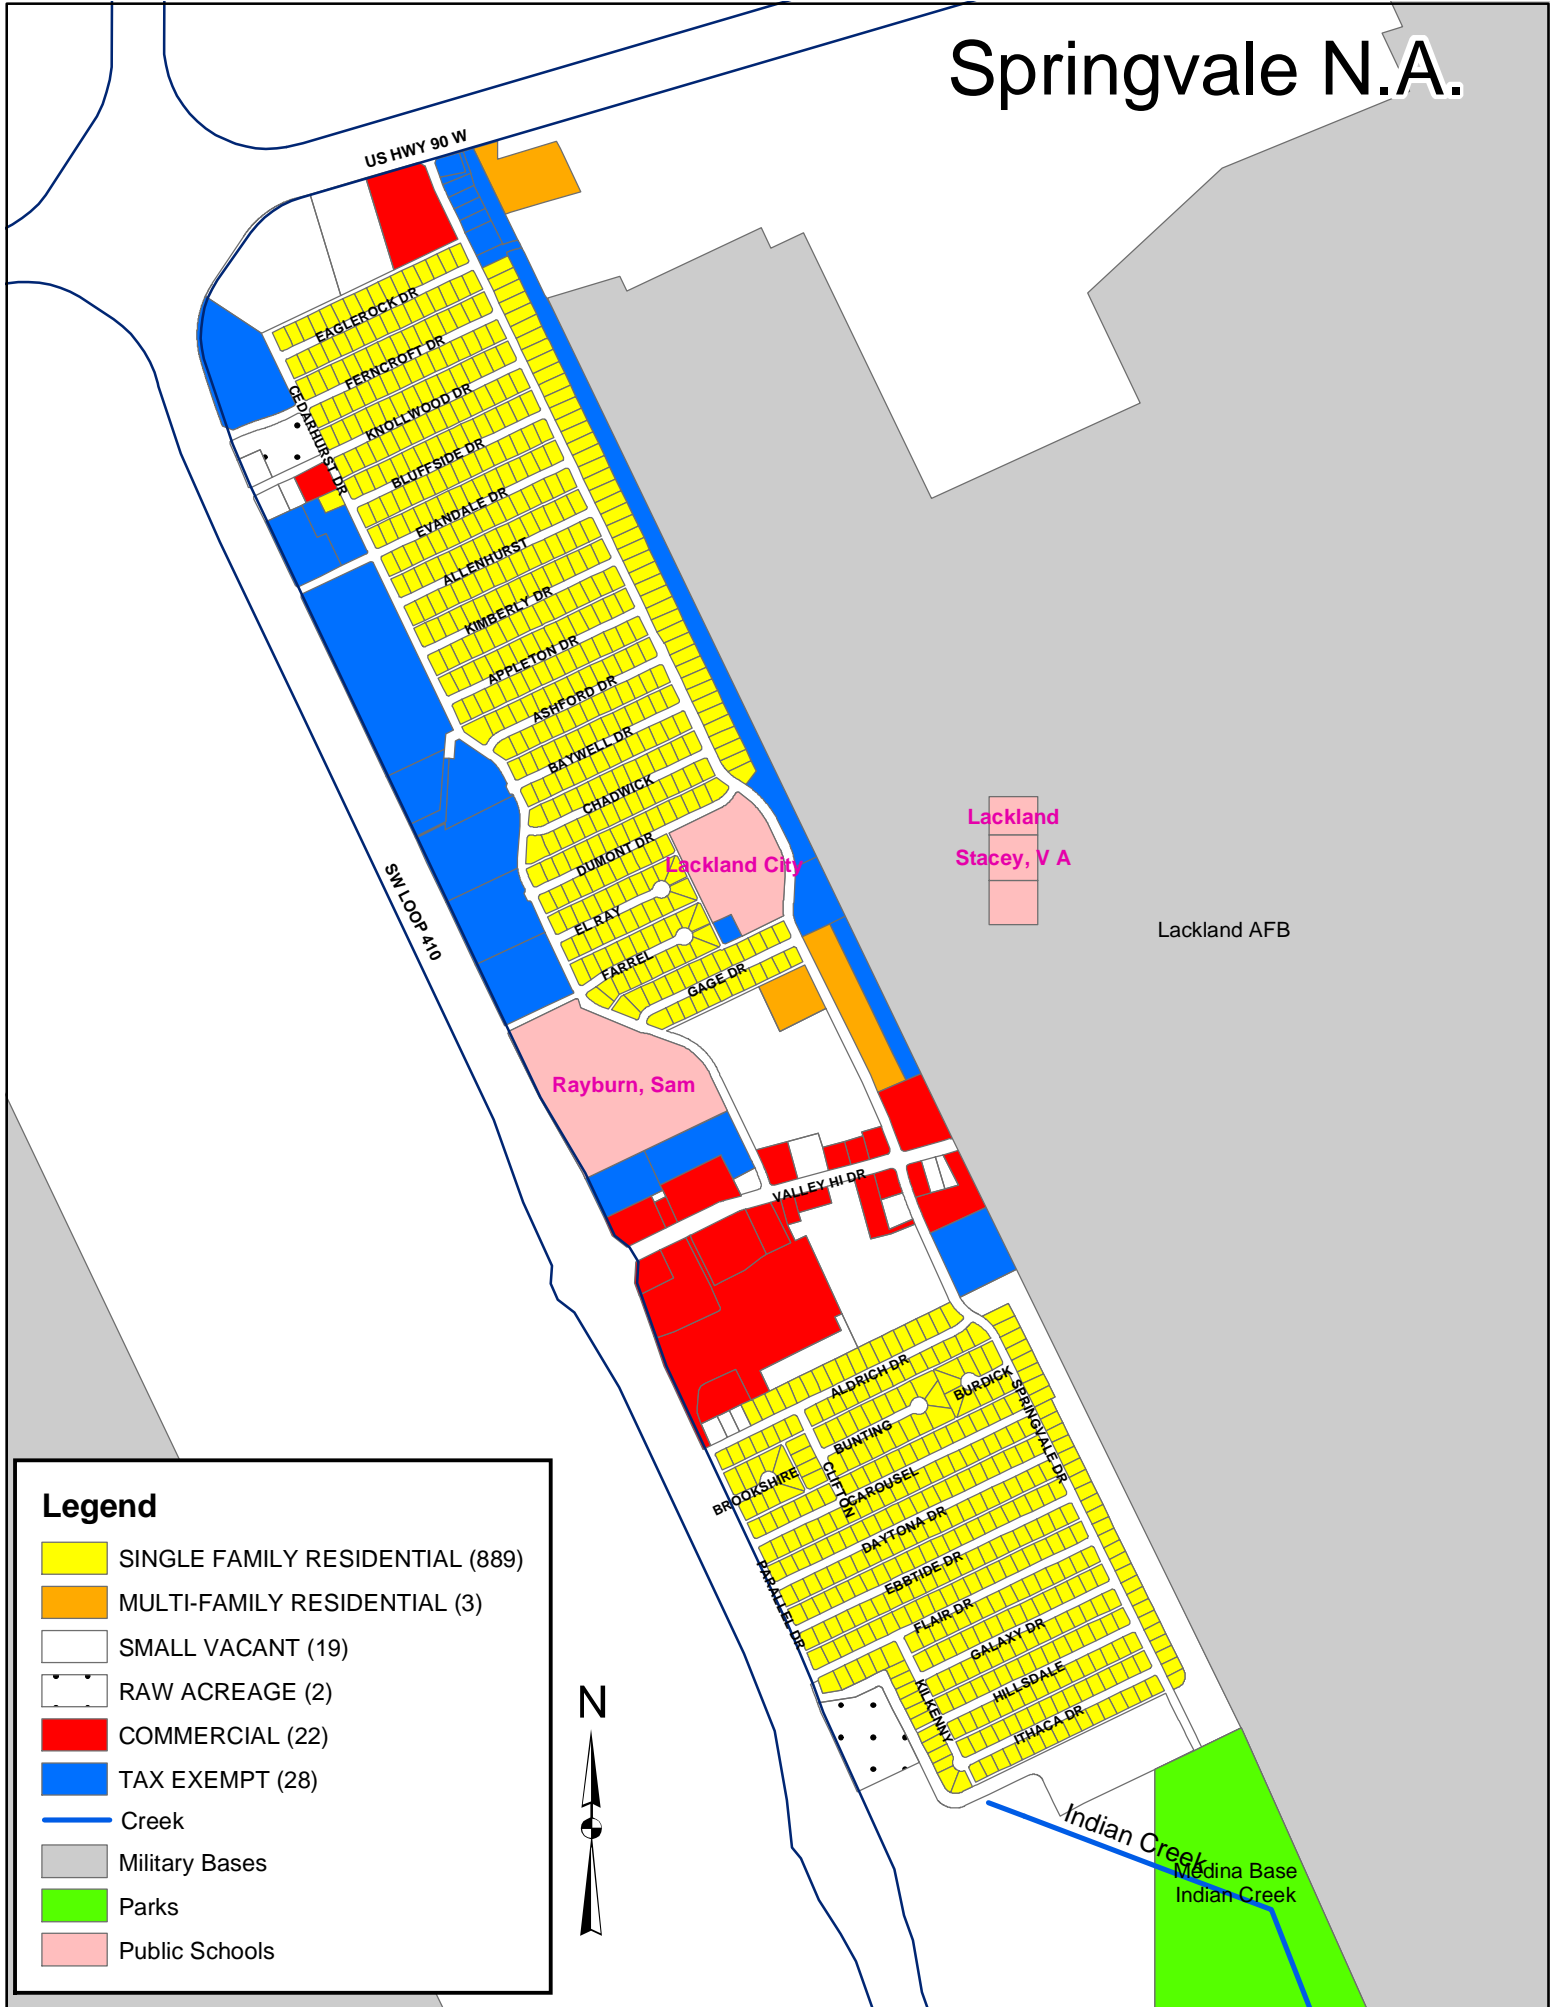 Springvale N.A.
US HWY 90 W
EAGLEROCK DR
FERNCROFT DR
CEDARHURST DR
KNOLLWOOD DR
BLUFFSIDE DR
EVANDALE DR
ALLENHURST
KIMBERLY DR
APPLETON DR
ASHFORD DR
BAYWELL DR
CHADWICK
DUMONT DR
Lackland City
Lackland
Stacey, V A
Lackland AFB
SW LOOP 410
EL RAY
FARREL
GAGE DR
Rayburn, Sam
VALLEY HI DR
ALDRICH DR
BURDICK
SPRINGVALE DR
BUNTING
BROOKSHIRE
CLIFTON
CAROUSEL
DAYTONA DR
EBBTIDE DR
PARALLEL DR
FLAIR DR
GALAXY DR
KILKENNY
HILLSDALE
ITHACA DR
Indian Creek
Medina Base
Indian Creek
N
Legend
SINGLE FAMILY RESIDENTIAL (889)
MULTI-FAMILY RESIDENTIAL (3)
SMALL VACANT (19)
RAW ACREAGE (2)
COMMERCIAL (22)
TAX EXEMPT (28)
Creek
Military Bases
Parks
Public Schools